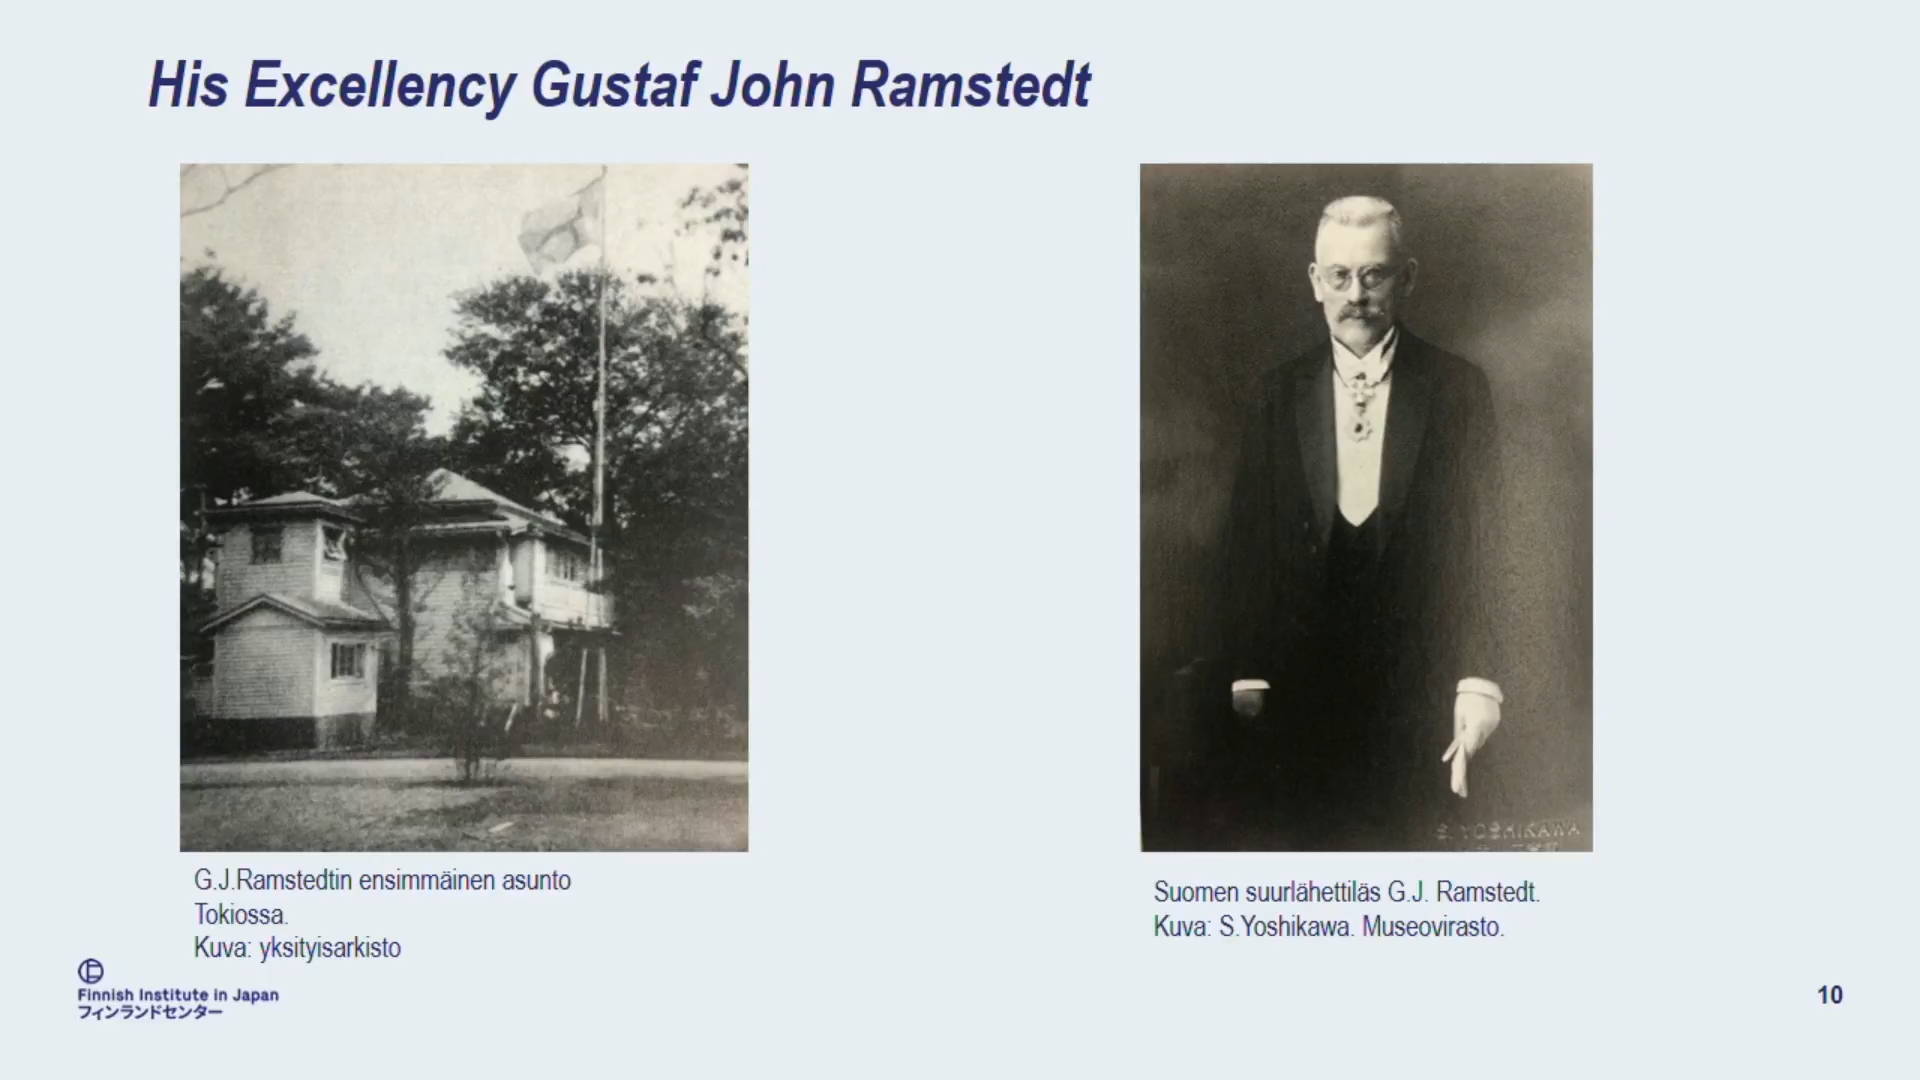 His Excellency Gustaf John Ramstedt
G.J.Ramstedtin ensimmäinen asunto
Tokiossa.
Kuva: yksityisarkisto
S. YOSHIKAWA
Suomen suurlähettiläs G.J. Ramstedt.
Kuva: S.Yoshikawa. Museovirasto.
Finnish Institute in Japan
フィンランドセンター
10